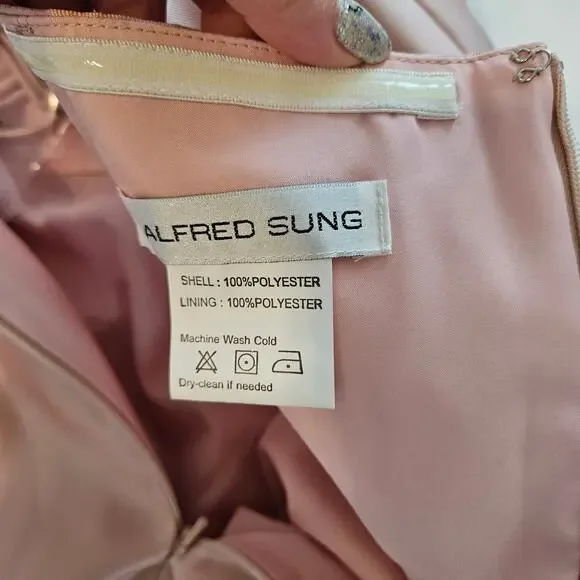 ALFRED SUNG
SHELL : 100%POLYESTER
LINING : 100%POLYESTER
Machine Wash Cold
Dry-clean if needed